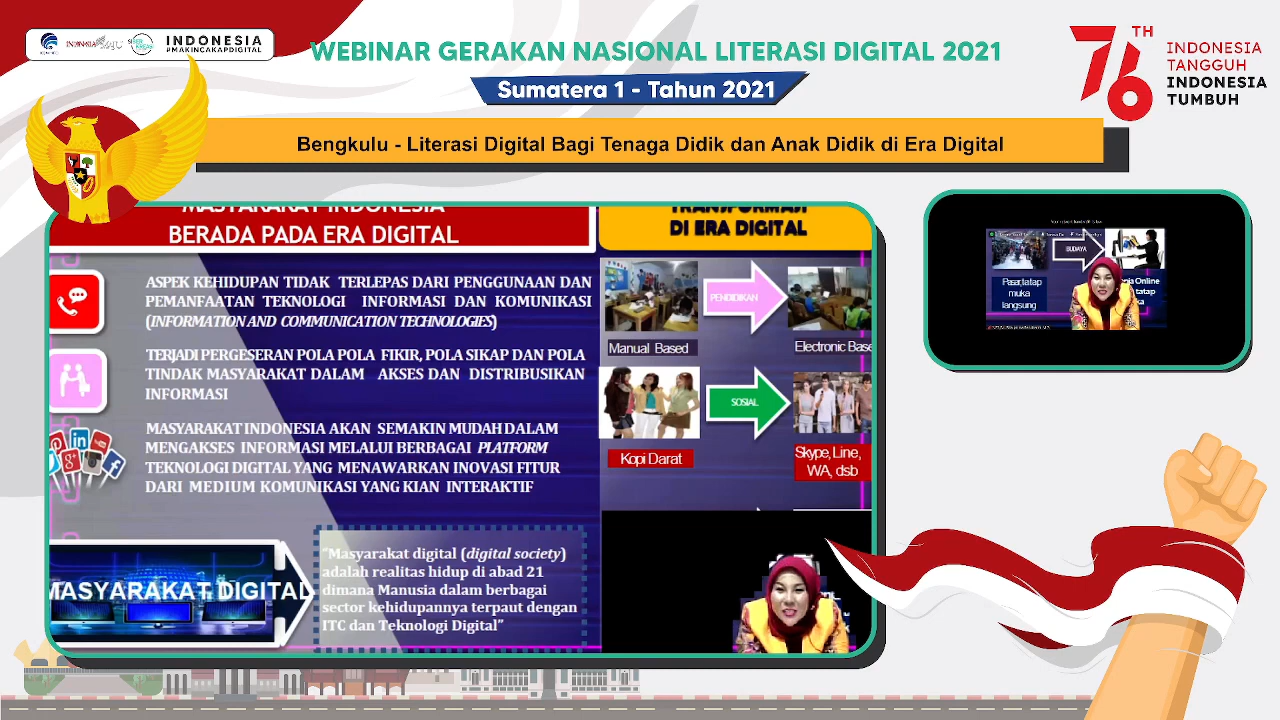 INDONESIA
#MAKINCAKAPDIGITAL
WEBINAR GERAKAN NASIONAL LITERASI DIGITAL 2021
Sumatera 1 - Tahun 2021
76 TH
INDONESIA
TANGGUH
INDONESIA
TUMBUH
Bengkulu - Literasi Digital Bagi Tenaga Didik dan Anak Didik di Era Digital
MASYARAKAT INDONESIA
BERADA PADA ERA DIGITAL
ASPEK KEHIDUPAN TIDAK TERLEPAS DARI PENGGUNAAN DAN
PEMANFAATAN TEKNOLOGI INFORMASI DAN KOMUNIKASI
(INFORMATION AND COMMUNICATION TECHNOLOGIES)
TERJADI PERGESERAN POLA POLA FIKIR, POLA SIKAP DAN POLA
TINDAK MASYARAKAT DALAM AKSES DAN DISTRIBUSIKAN
INFORMASI
MASYARAKAT INDONESIA AKAN SEMAKIN MUDAH DALAM
MENGAKSES INFORMASI MELALUI BERBAGAI PLATFORM
TEKNOLOGI DIGITAL YANG MENAWARKAN INOVASI FITUR
DARI MEDIUM KOMUNIKASI YANG KIAN INTERAKTIF
MASYARAKAT DIGITAL
"Masyarakat digital (digital society)
adalah realitas hidup di abad 21
dimana Manusia dalam berbagai
sector kehidupannya terpaut dengan
ITC dan Teknologi Digital"
TRANSFORMASI
DI ERA DIGITAL
PENDIDIKAN
Manual Based
Electronic Base
SOSIAL
Kopi Darat
Skype, Line,
WA, dsb
BUDAYA
Pasar, tatap
muka
langsung
Online
tatap